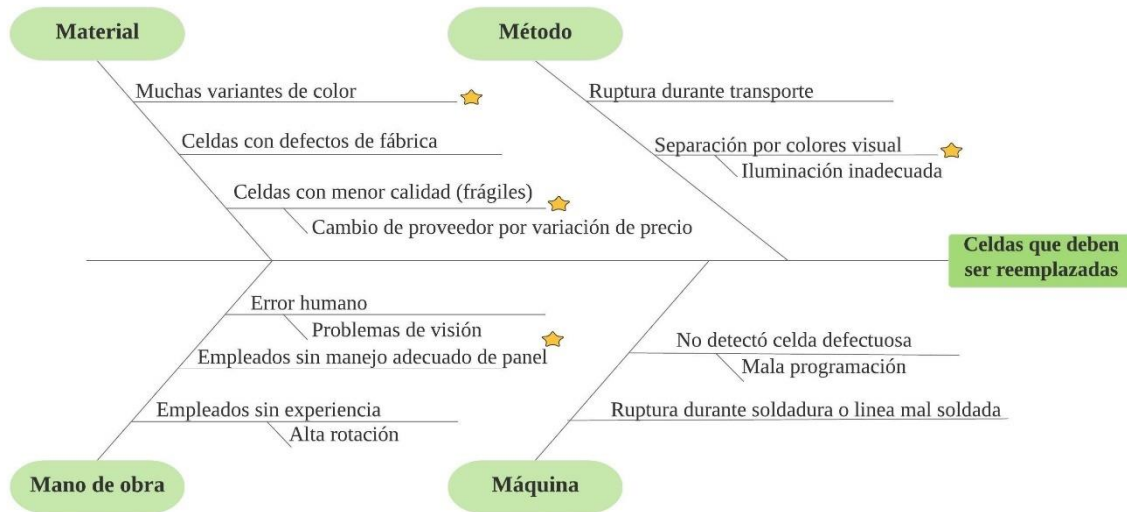 Material
Método
Muchas variantes de color
Ruptura durante transporte
Celdas con defectos de fábrica
Separación por colores visual
Iluminación inadecuada
Celdas con menor calidad (frágiles)
Cambio de proveedor por variación de precio
Celdas que deben
ser reemplazadas
Error humano
Problemas de visión
Empleados sin manejo adecuado de panel
Empleados sin experiencia
Alta rotación
No detectó celda defectuosa
Mala programación
Ruptura durante soldadura o linea mal soldada
Mano de obra
Máquina